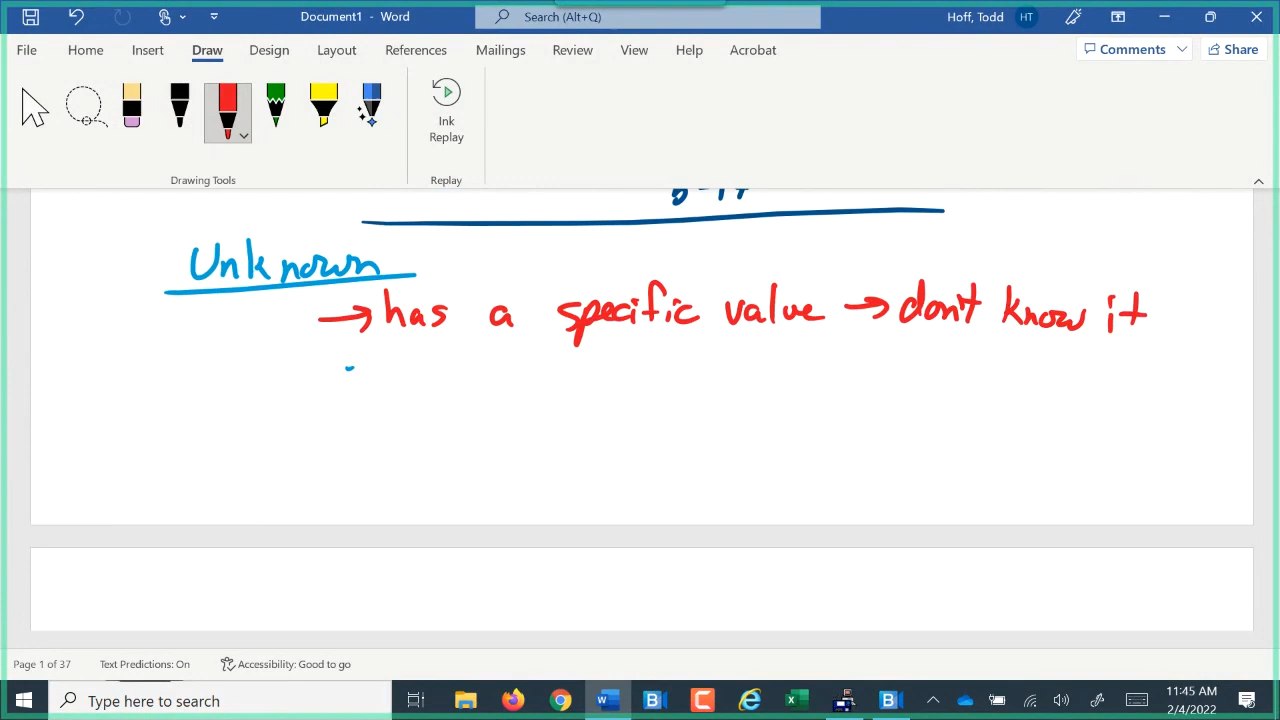 Document1 - Word
Search (Alt+Q)
Hoff, Todd
HT
File Home Insert Draw Design Layout References Mailings Review View Help Acrobat
Comments
Share
Ink
Replay
Drawing Tools
Replay
Unknown
→ has a specific value → don't know it
Page 1 of 37
Text Predictions: On
Accessibility: Good to go
Type here to search
11:45 AM
2/4/2022